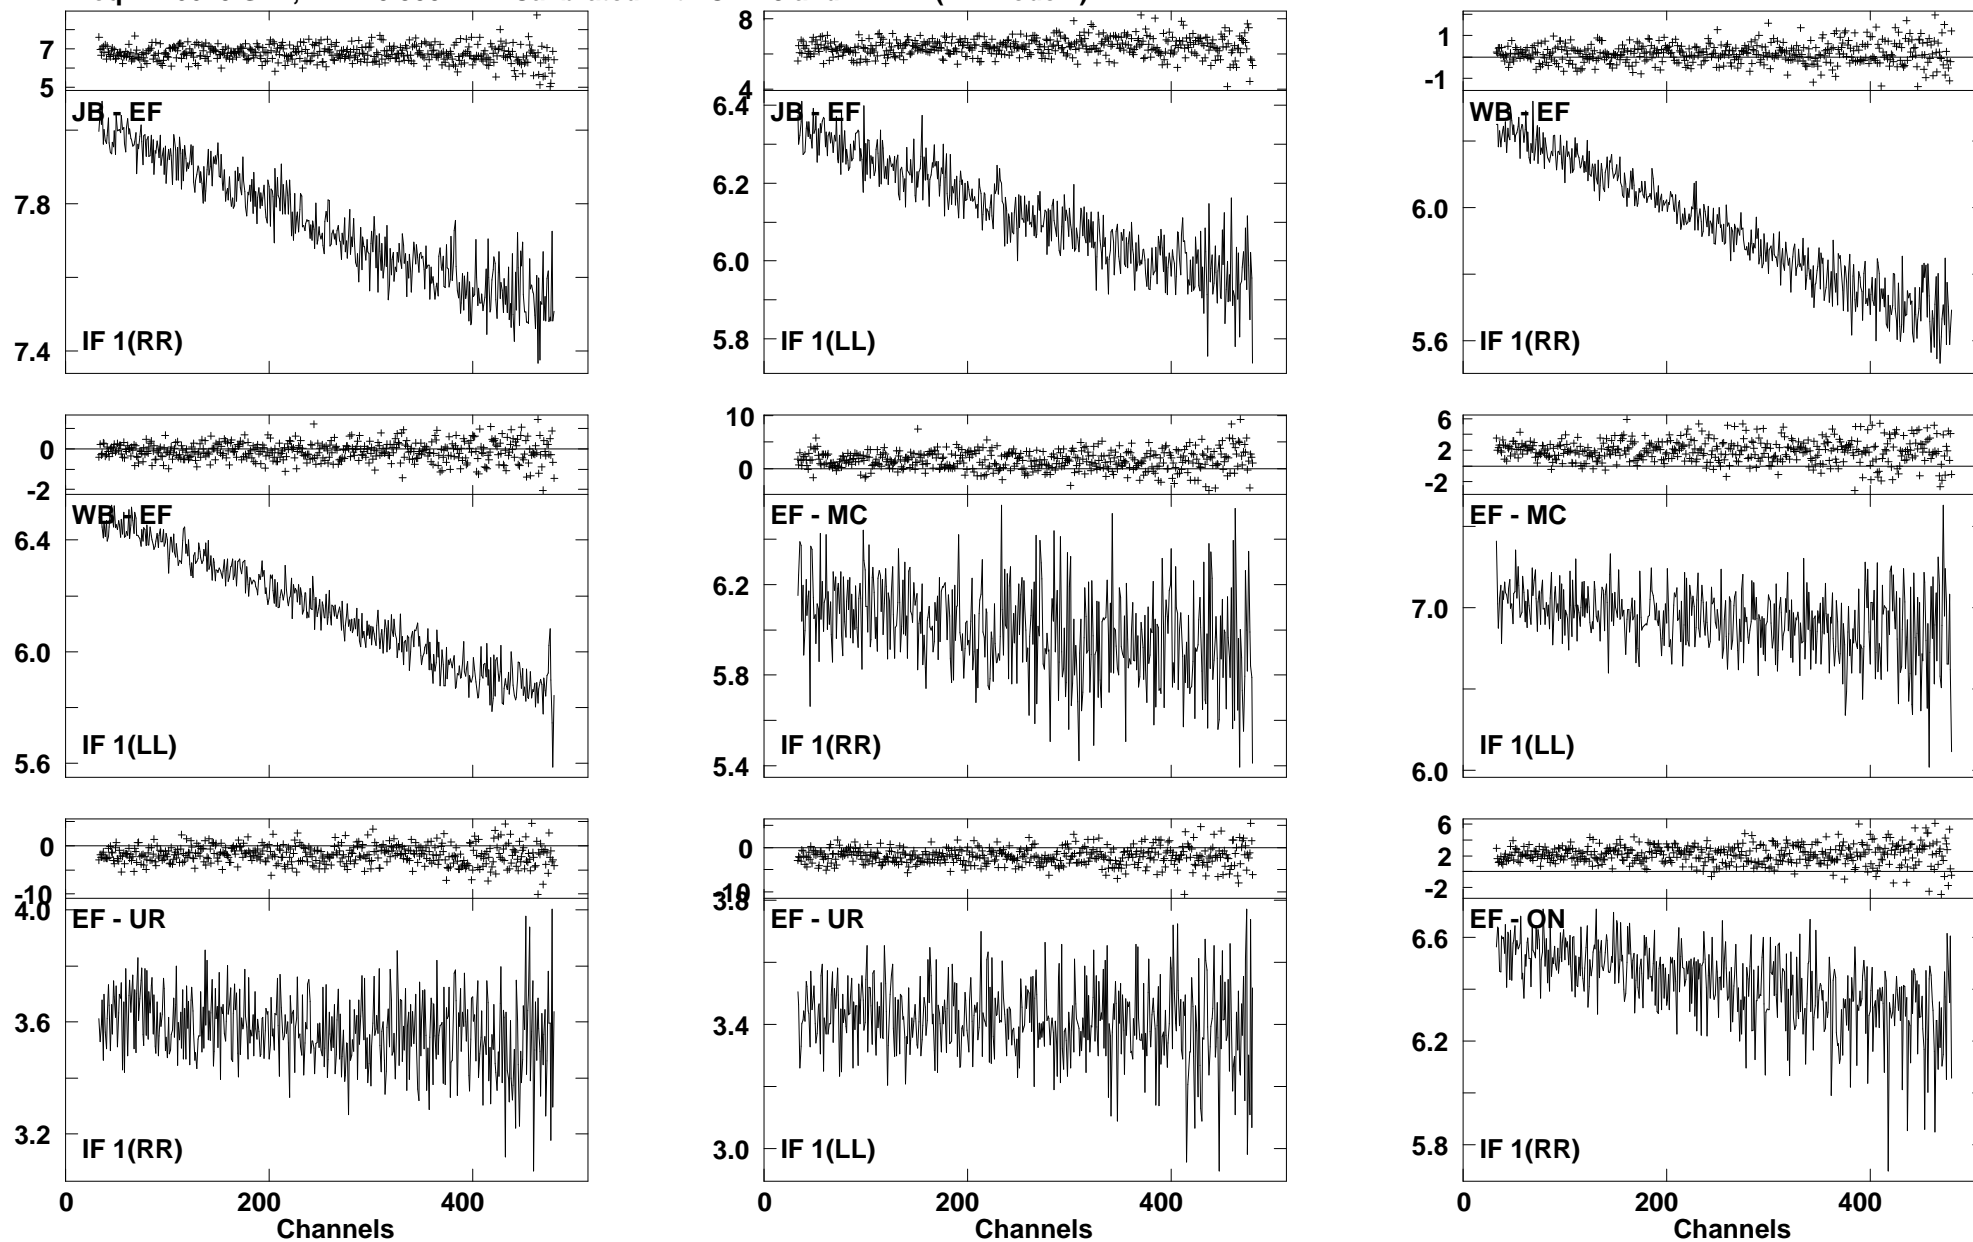 7
5
JB - EF
7.8
7.4
IF 1(RR)
8
4
6.4
JB - EF
6.2
6.0
5.8
IF 1(LL)
1
-1
WB - EF
6.0
5.6
IF 1(RR)
0
-2
WB - EF
6.4
6.0
5.6
IF 1(LL)
10
0
EF - MC
6.2
5.8
5.4
IF 1(RR)
6
2
-2
EF - MC
7.0
6.0
IF 1(LL)
0
-10
4.0
EF - UR
3.6
3.2
IF 1(RR)
0 200 400
Channels
0
-10
3.8
EF - UR
3.4
3.0
IF 1(LL)
0 200 400
Channels
6
2
-2
EF - ON
6.6
6.2
5.8
IF 1(RR)
0 200 400
Channels